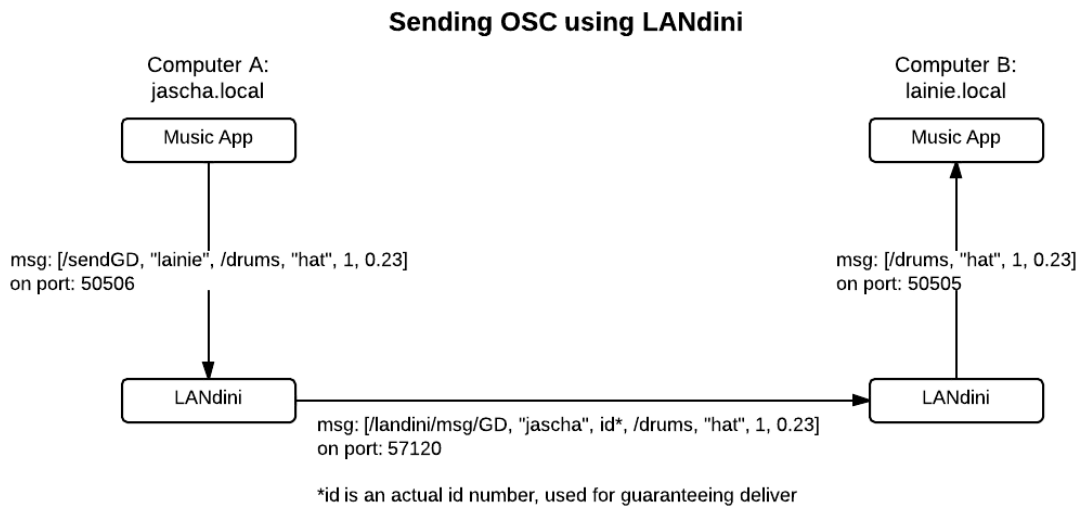 Sending OSC using LANdini
Computer A:
jascha.local
Music App
msg: [/sendGD, "lainie", /drums, "hat", 1, 0.23]
on port: 50506
LANdini
msg: [/landini/msg/GD, "jascha", id*, /drums, "hat", 1, 0.23]
on port: 57120
*id is an actual id number, used for guaranteeing deliver
Computer B:
lainie.local
Music App
msg: [/drums, "hat", 1, 0.23]
on port: 50505
LANdini